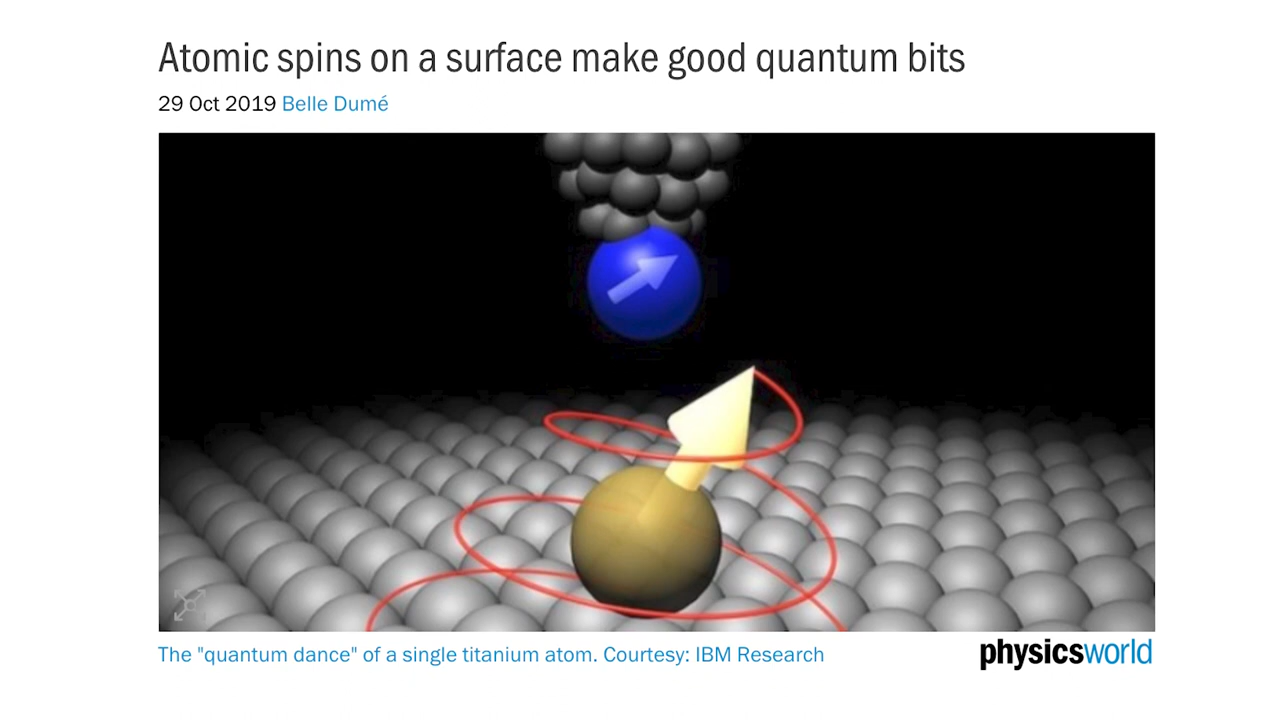 Atomic spins on a surface make good quantum bits
29 Oct 2019 Belle Dumé
The "quantum dance" of a single titanium atom. Courtesy: IBM Research
physicsworld